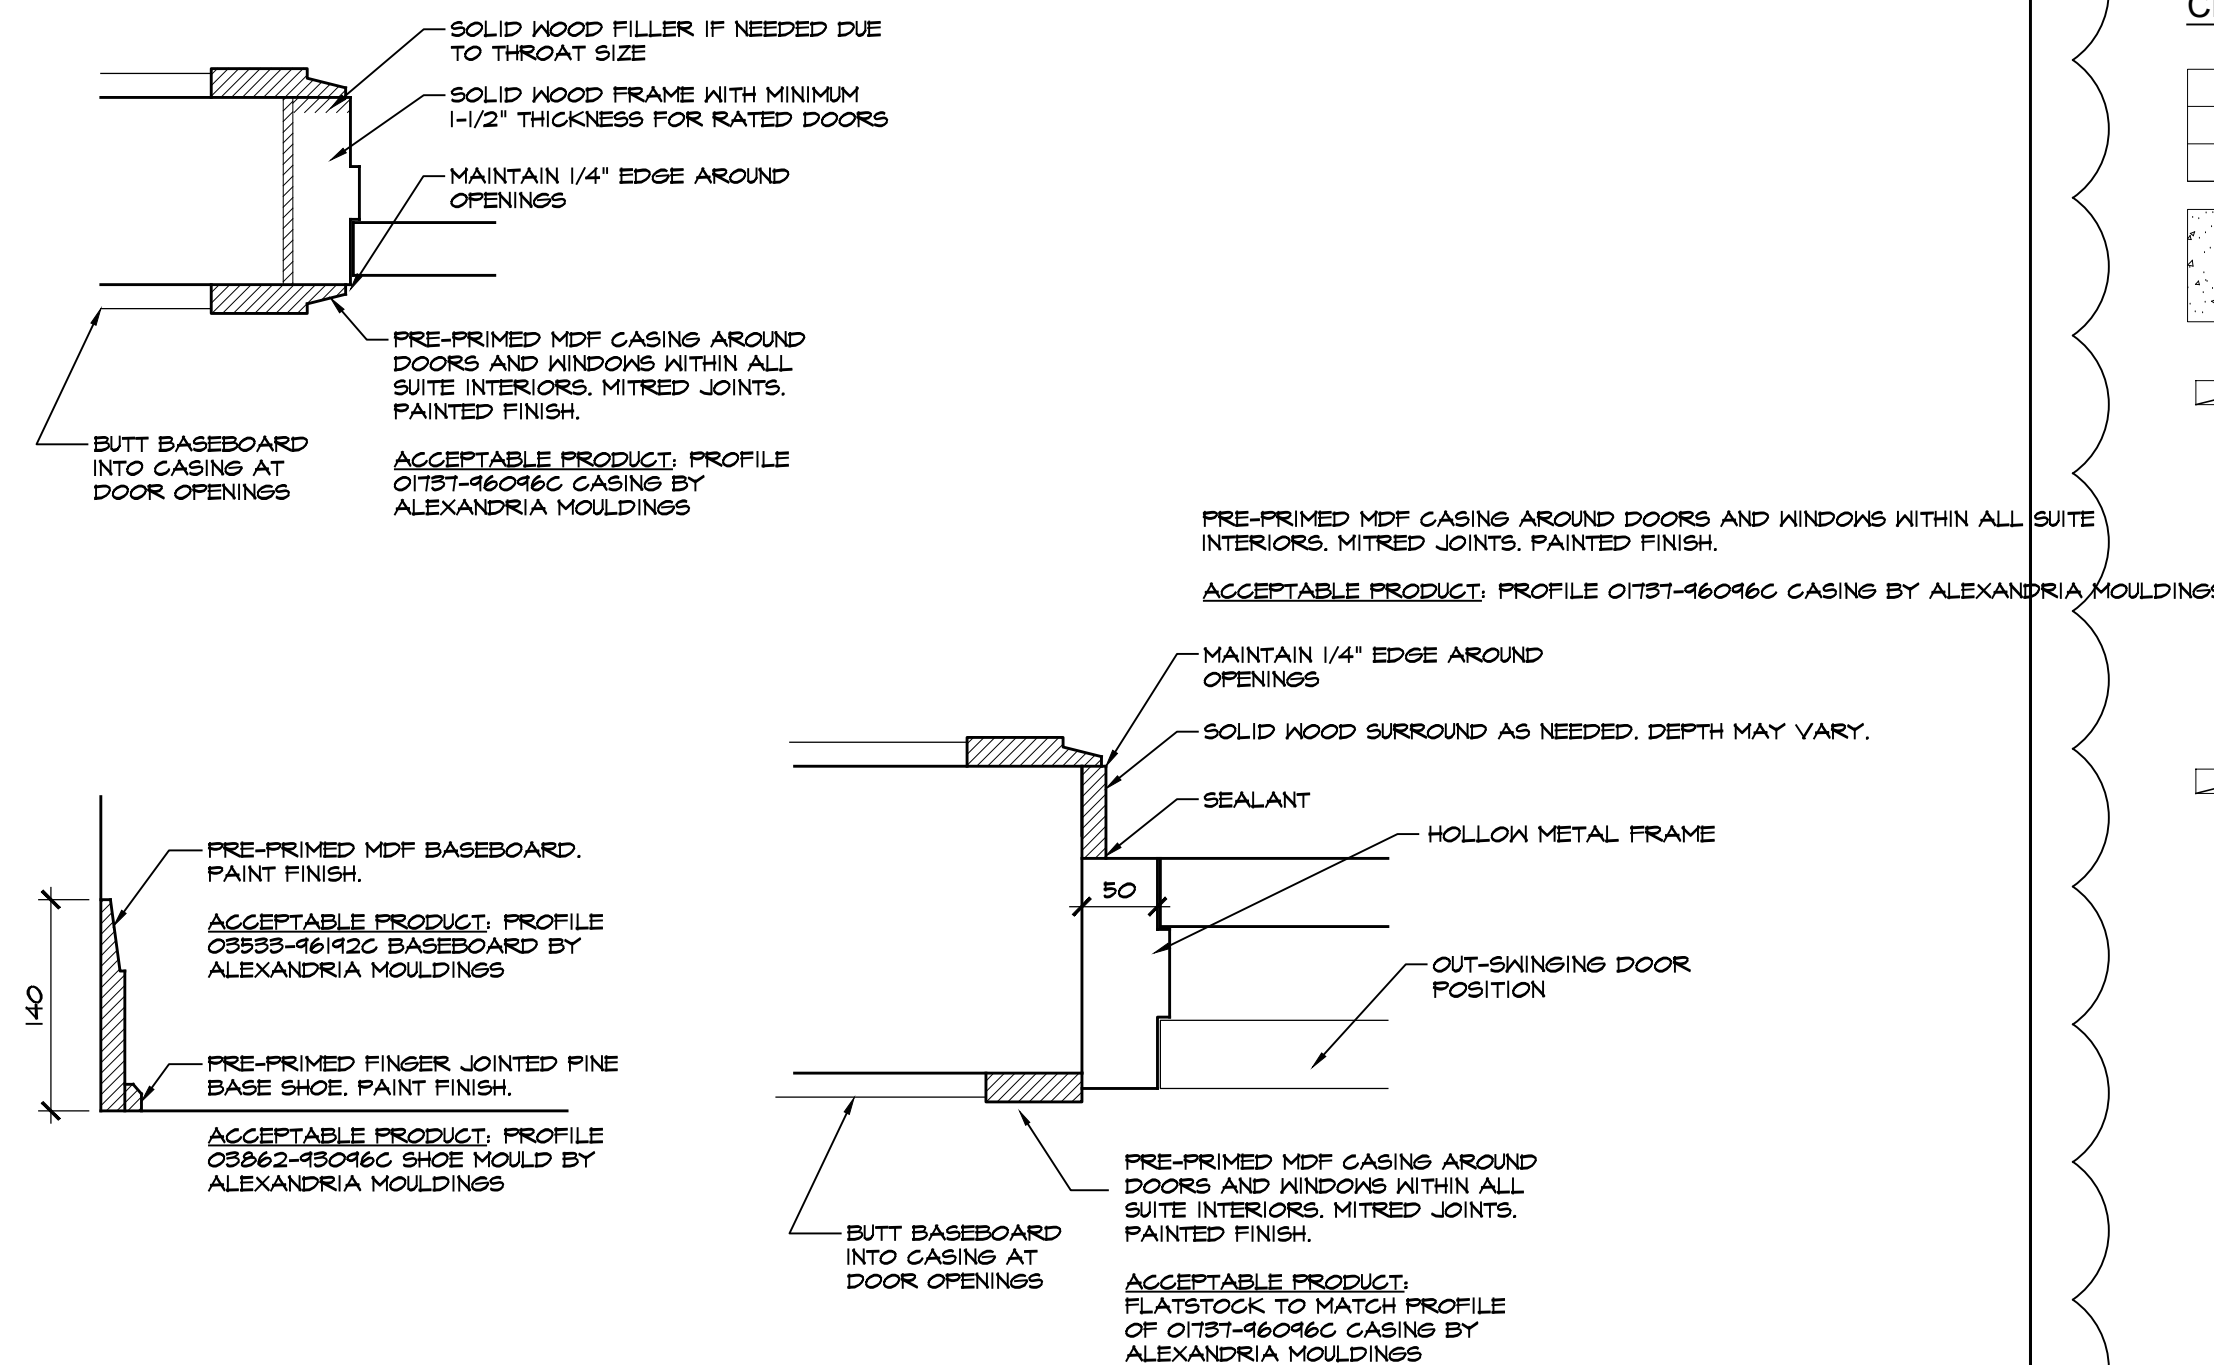 SOLID WOOD FILLER IF NEEDED DUE
TO THROAT SIZE
SOLID WOOD FRAME WITH MINIMUM
1-1/2" THICKNESS FOR RATED DOORS
MAINTAIN 1/4" EDGE AROUND
OPENINGS
PRE-PRIMED MDF CASING AROUND
DOORS AND WINDOWS WITHIN ALL
SUITE INTERIORS. MITRED JOINTS.
PAINTED FINISH.
ACCEPTABLE PRODUCT: PROFILE
01737-96096C CASING BY
ALEXANDRIA MOULDINGS
BUTT BASEBOARD
INTO CASING AT
DOOR OPENINGS
PRE-PRIMED MDF CASING AROUND DOORS AND WINDOWS WITHIN ALL SUITE
INTERIORS. MITRED JOINTS. PAINTED FINISH.
ACCEPTABLE PRODUCT: PROFILE 01737-96096C CASING BY ALEXANDRIA MOULDINGS
MAINTAIN 1/4" EDGE AROUND
OPENINGS
SOLID WOOD SURROUND AS NEEDED. DEPTH MAY VARY.
SEALANT
HOLLOW METAL FRAME
50
OUT-SWINGING DOOR
POSITION
PRE-PRIMED MDF BASEBOARD.
PAINT FINISH.
ACCEPTABLE PRODUCT: PROFILE
03533-96192C BASEBOARD BY
ALEXANDRIA MOULDINGS
140
PRE-PRIMED FINGER JOINTED PINE
BASE SHOE. PAINT FINISH.
ACCEPTABLE PRODUCT: PROFILE
03862-93096C SHOE MOULD BY
ALEXANDRIA MOULDINGS
BUTT BASEBOARD
INTO CASING AT
DOOR OPENINGS
PRE-PRIMED MDF CASING AROUND
DOORS AND WINDOWS WITHIN ALL
SUITE INTERIORS. MITRED JOINTS.
PAINTED FINISH.
ACCEPTABLE PRODUCT:
FLATSTOCK TO MATCH PROFILE
OF 01737-96096C CASING BY
ALEXANDRIA MOULDINGS